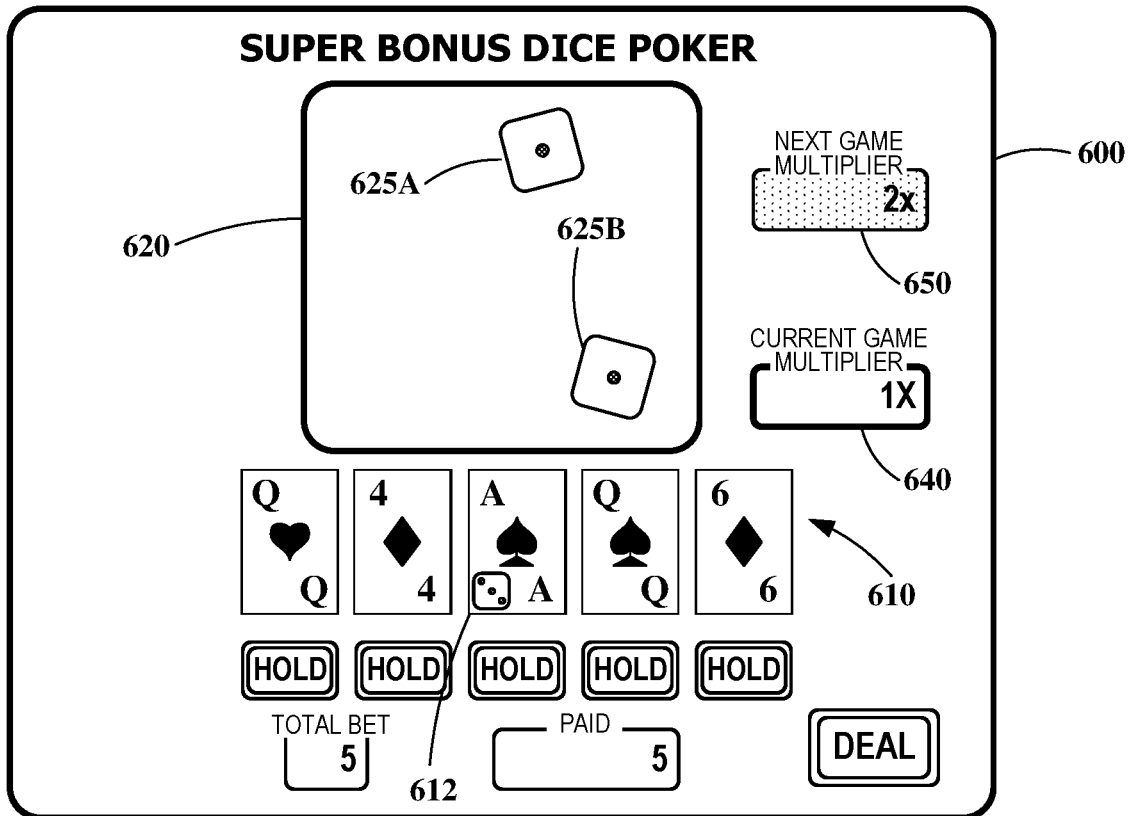 SUPER BONUS DICE POKER
NEXT GAME
MULTIPLIER
2x
600
625A
620
625B
650
CURRENT GAME
MULTIPLIER
1X
640
Q 4 A Q 6
Q 4 A Q 6
610
HOLD HOLD HOLD HOLD HOLD
TOTAL BET
5
PAID
5
DEAL
612